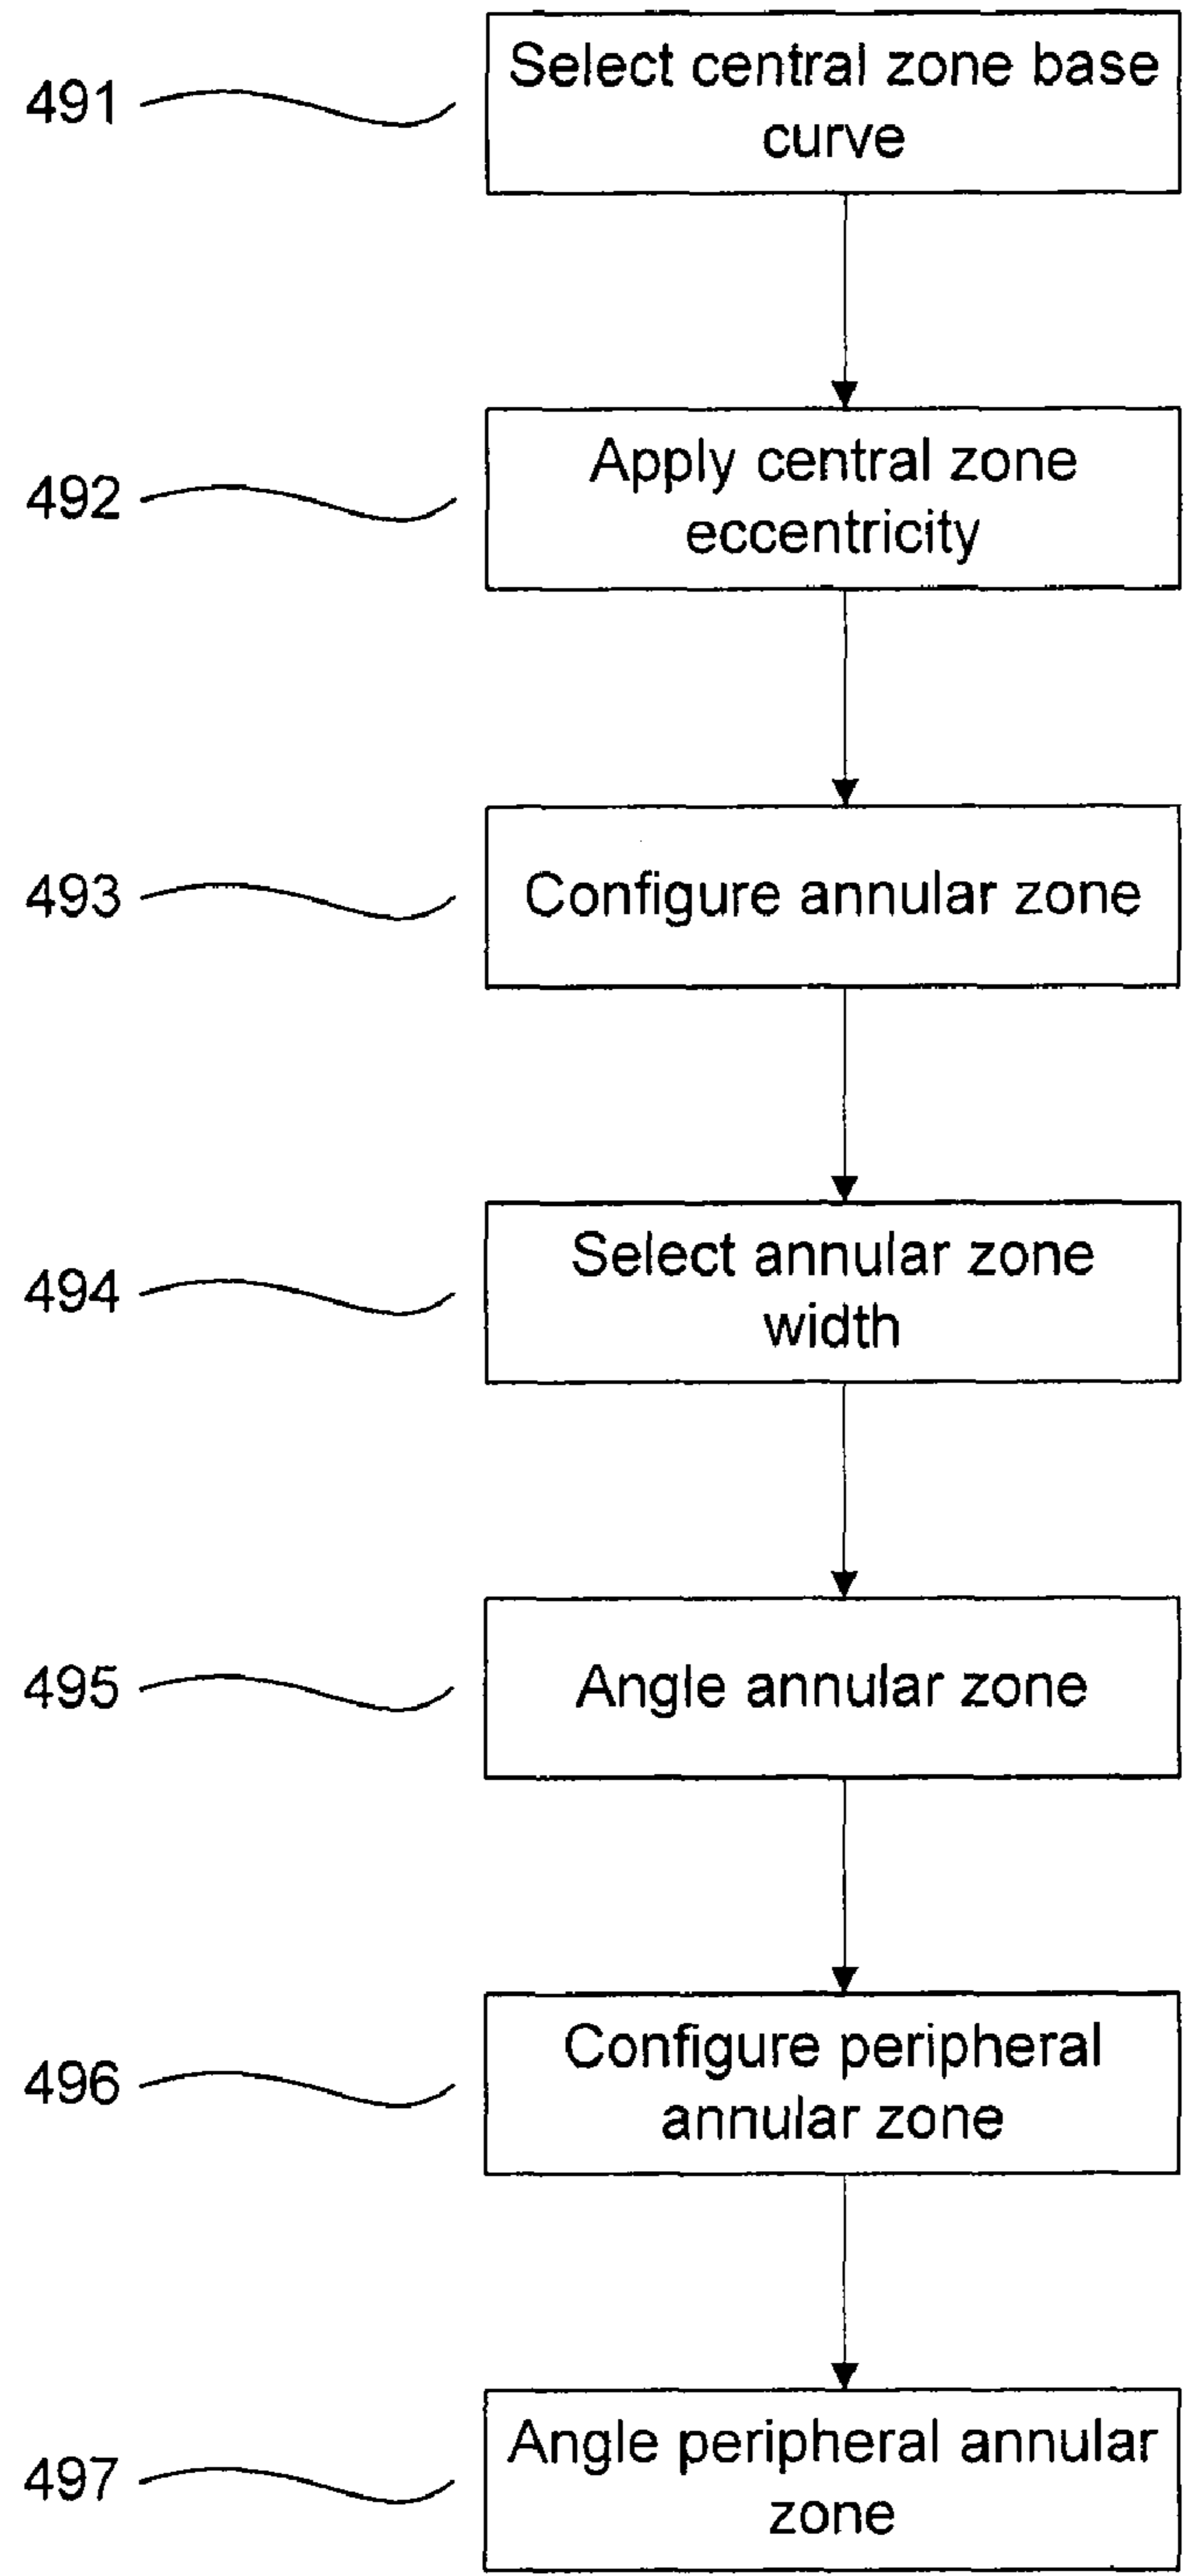 491
Select central zone base
curve
492
Apply central zone
eccentricity
493
Configure annular zone
494
Select annular zone
width
495
Angle annular zone
496
Configure peripheral
annular zone
497
Angle peripheral annular
zone